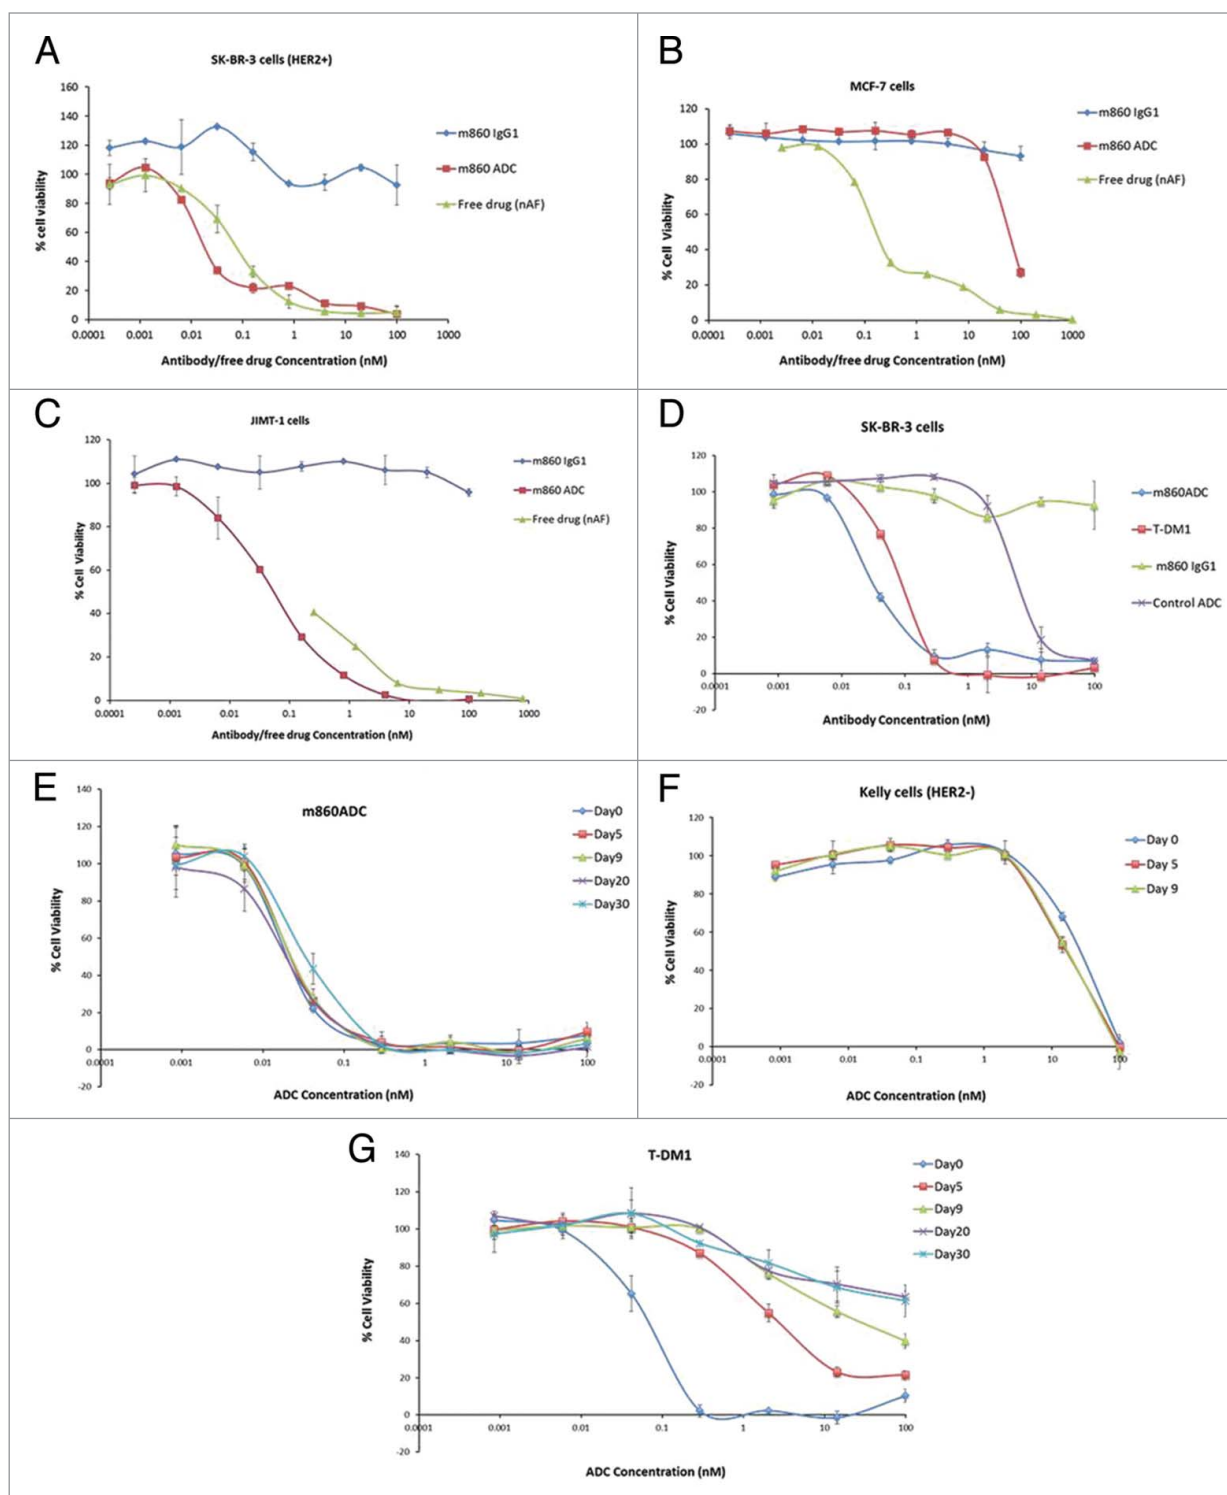 A
SK-BR-3 cells (HER2+)
160
140
120
100
80
60
40
20
0
% cell viability
0.0001 0.001 0.01 0.1 1 10 100 1000
Antibody/free drug Concentration (nM)
m860 IgG1
m860 ADC
Free drug (nAF)
B
MCF-7 cells
120
100
80
60
40
20
0
% Cell Viability
0.0001 0.001 0.01 0.1 1 10 100 1000
Antibody/free drug Concentration (nM)
m860 IgG1
m860 ADC
Free drug (nAF)
C
JIMT-1 cells
120
100
80
60
40
20
0
% Cell Viability
0.0001 0.001 0.01 0.1 1 10 100 1000
Antibody/free drug Concentration (nM)
m860 IgG1
m860 ADC
Free drug (nAF)
D
SK-BR-3 cells
120
100
80
60
40
20
0
-20
% Cell Viability
0.0001 0.001 0.01 0.1 1 10 100
Antibody Concentration (nM)
m860ADC
T-DM1
m860 IgG1
Control ADC
E
m860ADC
140
120
100
80
60
40
20
0
-20
% Cell Viability
0.0001 0.001 0.01 0.1 1 10 100
ADC Concentration (nM)
Day0
Day5
Day9
Day20
Day30
F
Kelly cells (HER2-)
120
100
80
60
40
20
0
-20
% Cell Viability
0.0001 0.001 0.01 0.1 1 10 100
ADC Concentration (nM)
Day 0
Day 5
Day 9
G
T-DM1
140
120
100
80
60
40
20
0
-20
% Cell Viability
0.0001 0.001 0.01 0.1 1 10 100
ADC Concentration (nM)
Day0
Day5
Day9
Day20
Day30